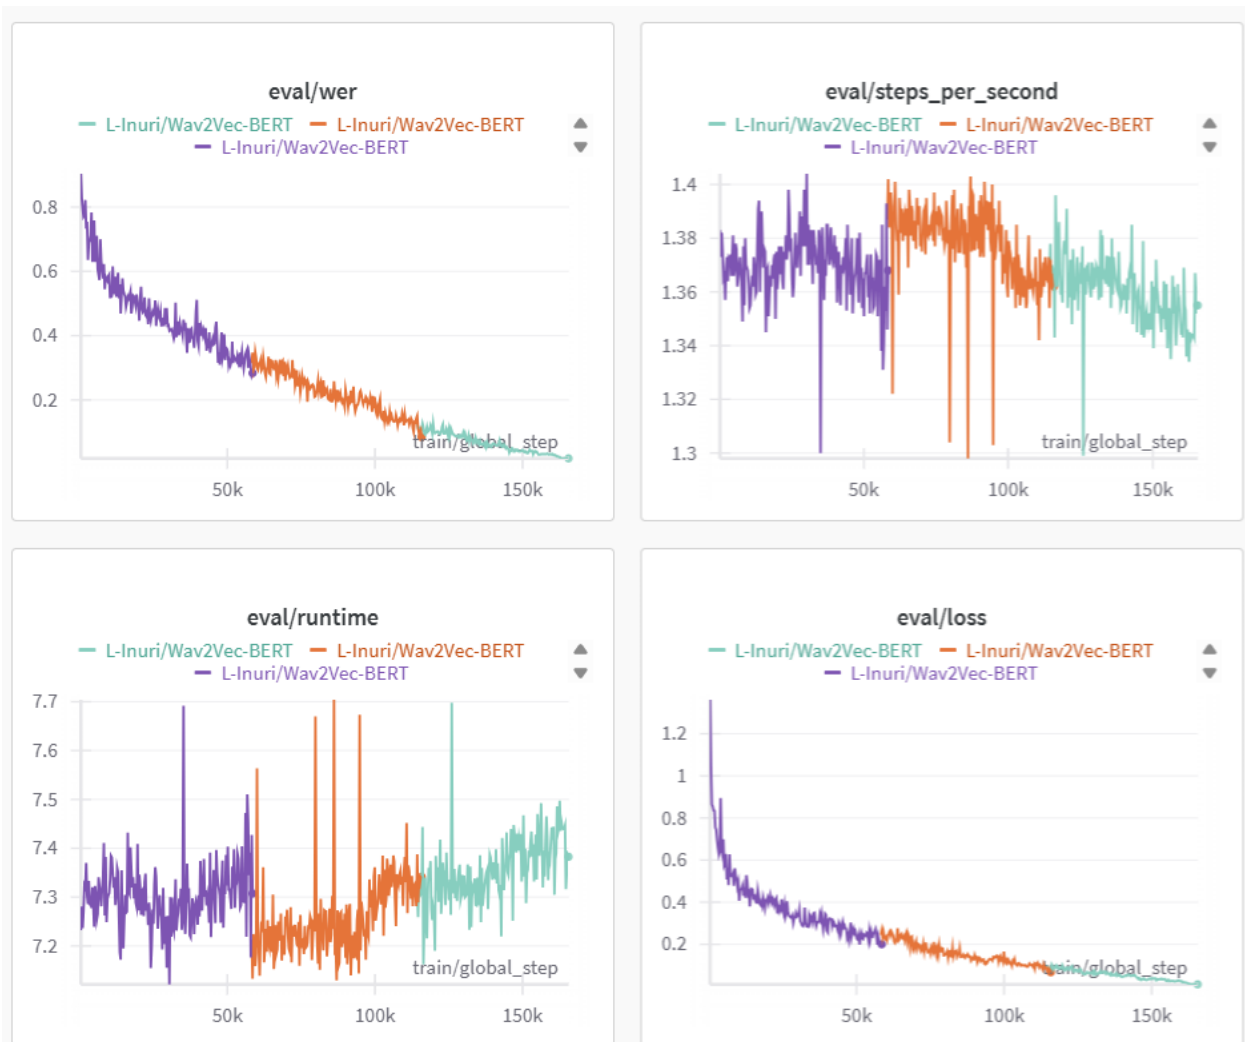 eval/wer
L-Inuri/Wav2Vec-BERT L-Inuri/Wav2Vec-BERT
L-Inuri/Wav2Vec-BERT
0.8
0.6
0.4
0.2
train/global_step
50k 100k 150k
eval/steps_per_second
L-Inuri/Wav2Vec-BERT L-Inuri/Wav2Vec-BERT
L-Inuri/Wav2Vec-BERT
1.4
1.38
1.36
1.34
1.32
1.3
train/global_step
50k 100k 150k
eval/runtime
L-Inuri/Wav2Vec-BERT L-Inuri/Wav2Vec-BERT
L-Inuri/Wav2Vec-BERT
7.7
7.6
7.5
7.4
7.3
7.2
train/global_step
50k 100k 150k
eval/loss
L-Inuri/Wav2Vec-BERT L-Inuri/Wav2Vec-BERT
L-Inuri/Wav2Vec-BERT
1.2
1
0.8
0.6
0.4
0.2
train/global_step
50k 100k 150k